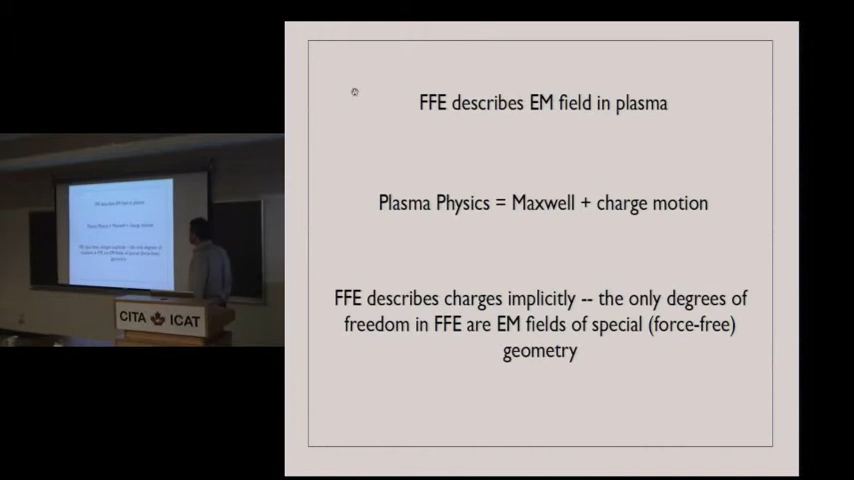 FFE describes EM field in plasma
Plasma Physics = Maxwell + charge motion
FFE describes charges implicitly -- the only degrees of
freedom in FFE are EM fields of special (force-free)
geometry
CITA ICAT